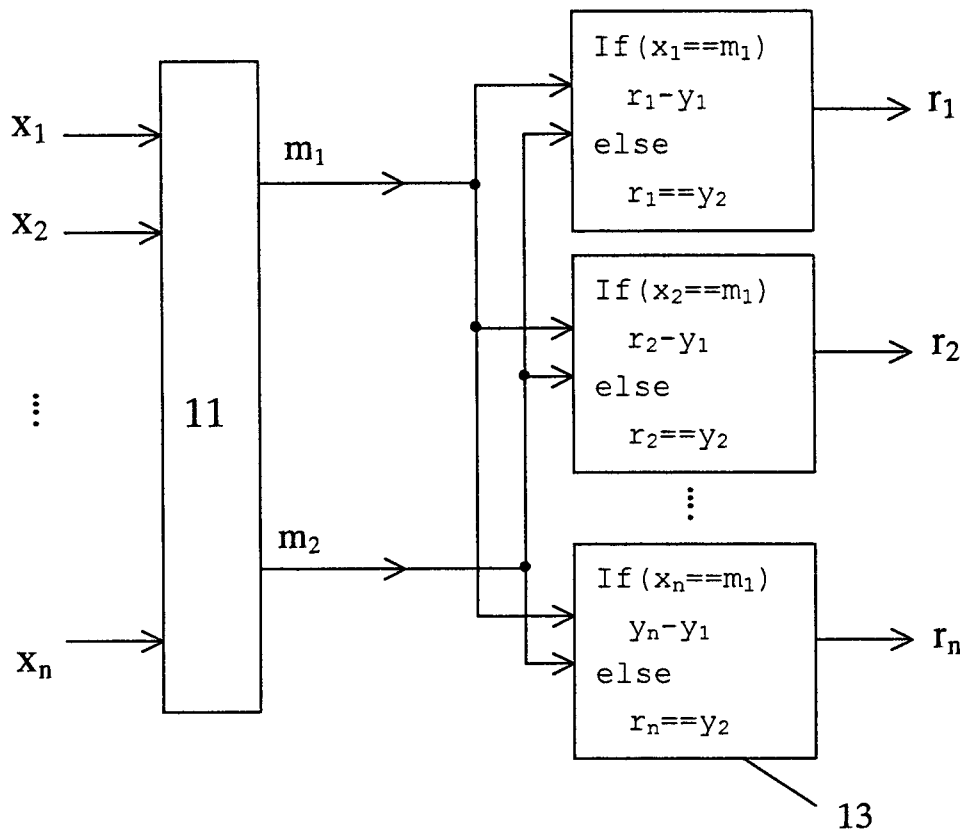 x₁
x₂
....
xₙ
11
m₁
m₂
If(x₁==m₁)
r₁-y₁
else
r₁==y₂
r₁
If(x₂==m₁)
r₂-y₁
else
r₂==y₂
r₂
....
If(xₙ==m₁)
yₙ-y₁
else
rₙ==y₂
rₙ
13